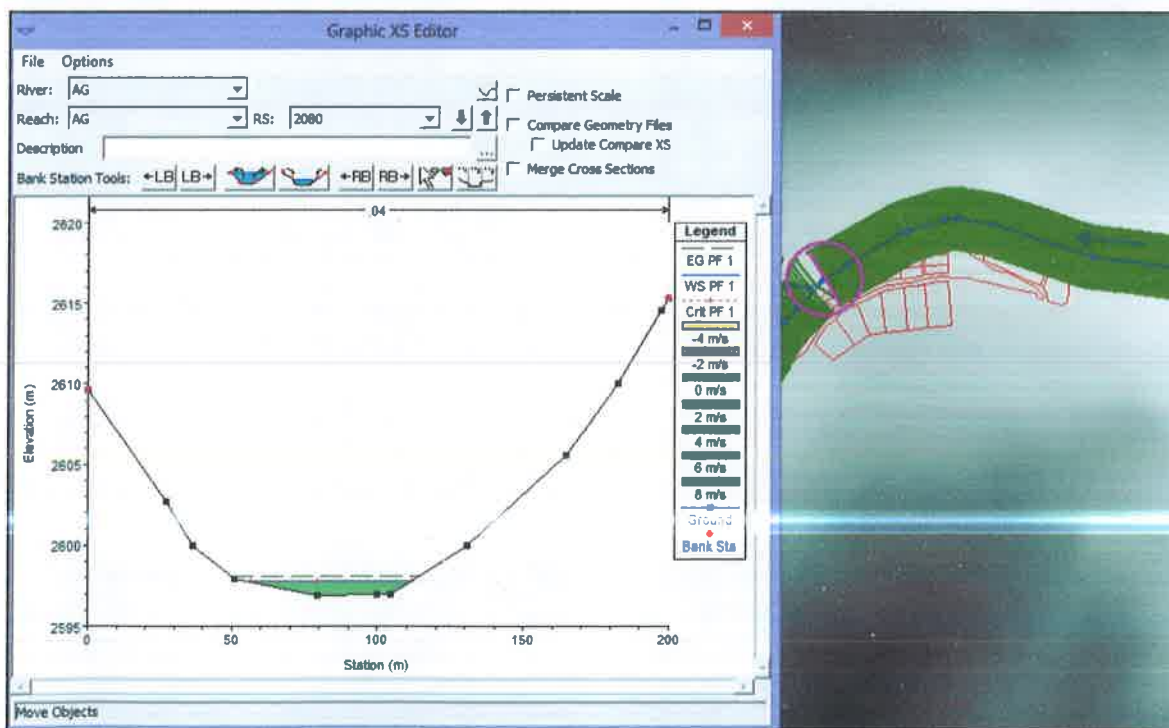 Graphic XS Editor
File Options
River: AG
Persistent Scale
Reach: AG RS: 2080
Compare Geometry Files
Update Compare XS
Description ...
Merge Cross Sections
Bank Station Tools: LB LB RB RB
.04
2620
2615
2610
2605
2600
2595
Elevation (m)
0 50 100 150 200
Station (m)
Legend
EG PF 1
WS PF 1
Crit PF 1
-4 m/s
-2 m/s
0 m/s
2 m/s
4 m/s
6 m/s
8 m/s
Ground
Bank Sta
Move Objects